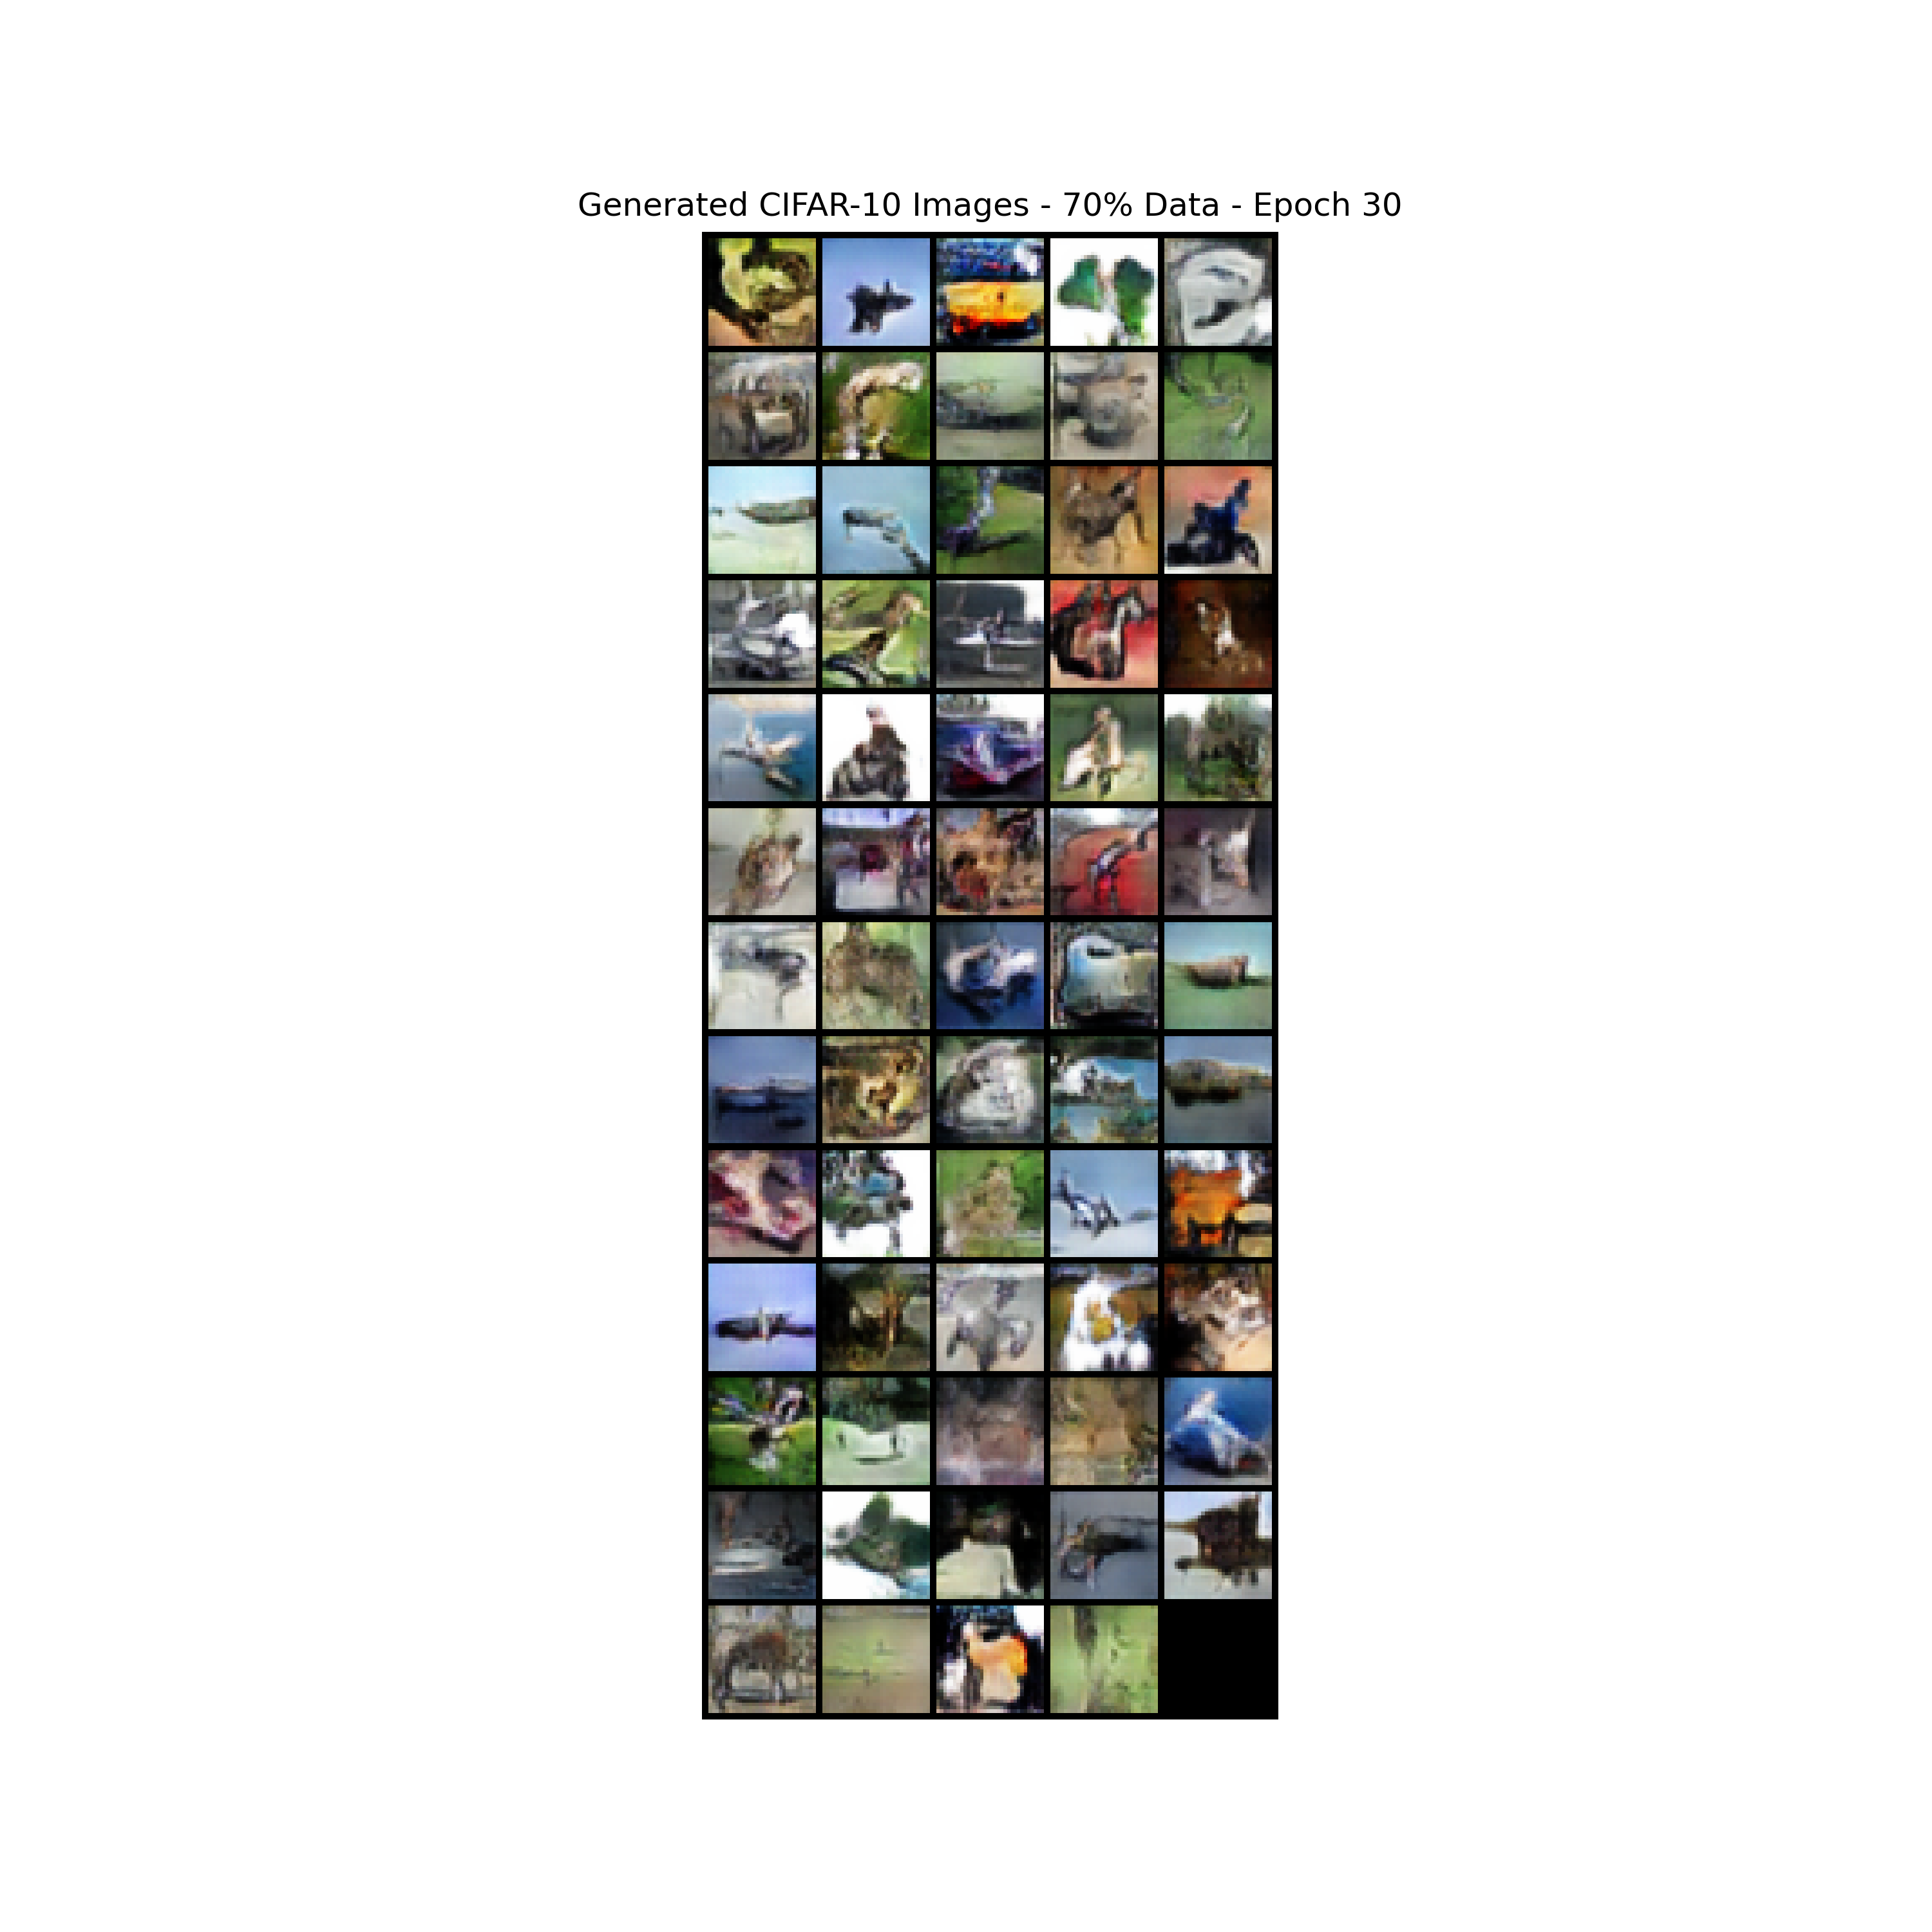 Generated CIFAR-10 Images - 70% Data - Epoch 30